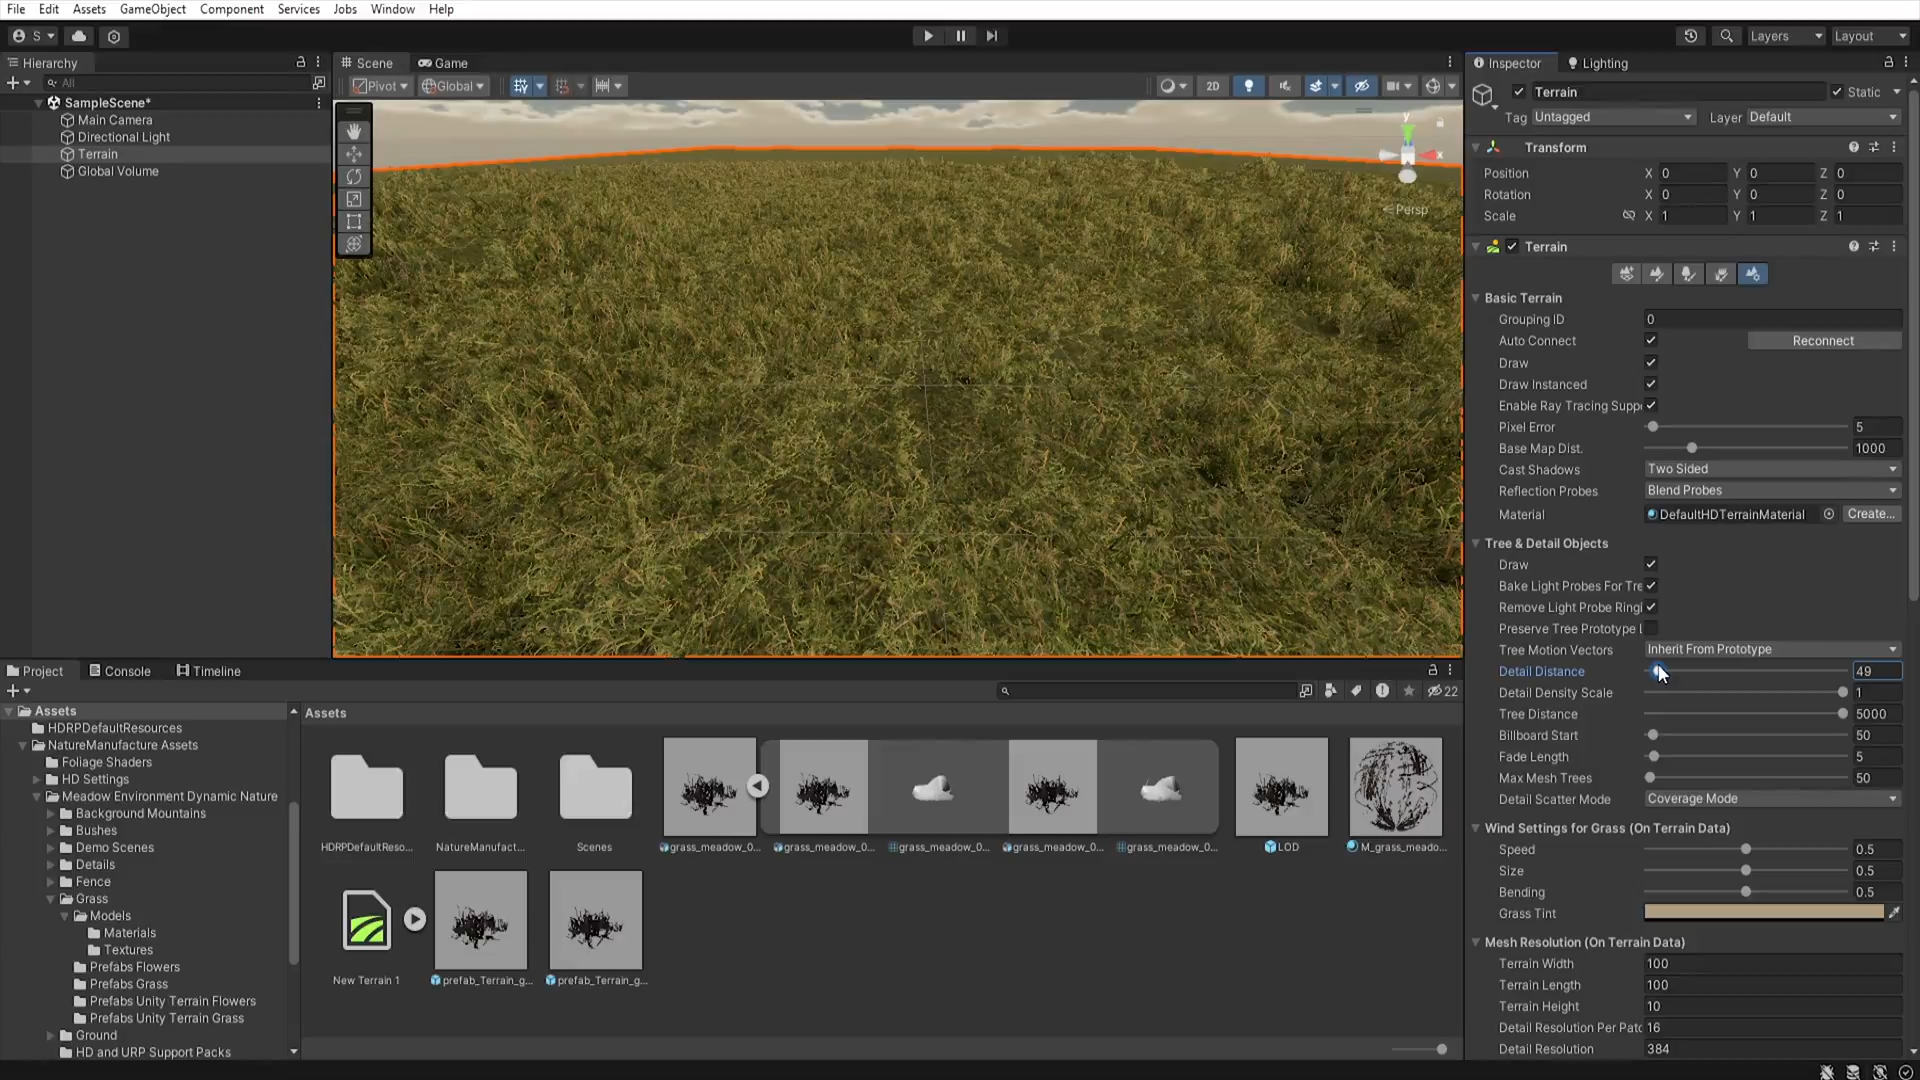 File Edit Assets GameObject Component Services Jobs Window Help
S Layers Layout
Hierarchy
All
SampleScene*
Main Camera
Directional Light
Terrain
Global Volume
Scene Game
Pivot Global 2D
y
x
Persp
Inspector Lighting
Terrain Static
Tag Untagged Layer Default
Transform
Position X 0 Y 0 Z 0
Rotation X 0 Y 0 Z 0
Scale X 1 Y 1 Z 1
Terrain
Basic Terrain
Grouping ID 0
Auto Connect Reconnect
Draw
Draw Instanced
Enable Ray Tracing Supp
Pixel Error 5
Base Map Dist. 1000
Cast Shadows Two Sided
Reflection Probes Blend Probes
Material DefaultHDTerrainMaterial Create...
Tree & Detail Objects
Draw
Bake Light Probes For Tre
Remove Light Probe Ringi
Preserve Tree Prototype L
Tree Motion Vectors Inherit From Prototype
Detail Distance 49
Detail Density Scale 1
Tree Distance 5000
Billboard Start 50
Fade Length 5
Max Mesh Trees 50
Detail Scatter Mode Coverage Mode
Wind Settings for Grass (On Terrain Data)
Speed 0.5
Size 0.5
Bending 0.5
Grass Tint
Mesh Resolution (On Terrain Data)
Terrain Width 100
Terrain Length 100
Terrain Height 10
Detail Resolution Per Patc 16
Detail Resolution 384
Project Console Timeline
22
Assets
HDRPDefaultResources
NatureManufacture Assets
Foliage Shaders
HD Settings
Meadow Environment Dynamic Nature
Background Mountains
Bushes
Demo Scenes
Details
Fence
Grass
Models
Materials
Textures
Prefabs Flowers
Prefabs Grass
Prefabs Unity Terrain Flowers
Prefabs Unity Terrain Grass
Ground
HD and URP Support Packs
Assets
HDRPDefaultReso... NatureManufact... Scenes grass_meadow_0... grass_meadow_0... grass_meadow_0... grass_meadow_0... grass_meadow_0... LOD M_grass_meado...
New Terrain 1 prefab_Terrain_g... prefab_Terrain_g...